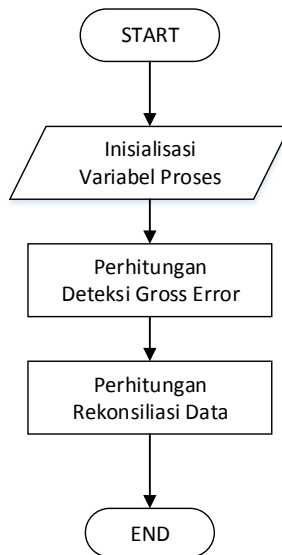 START
Inisialisasi
Variabel Proses
Perhitungan
Deteksi Gross Error
Perhitungan
Rekonsiliasi Data
END